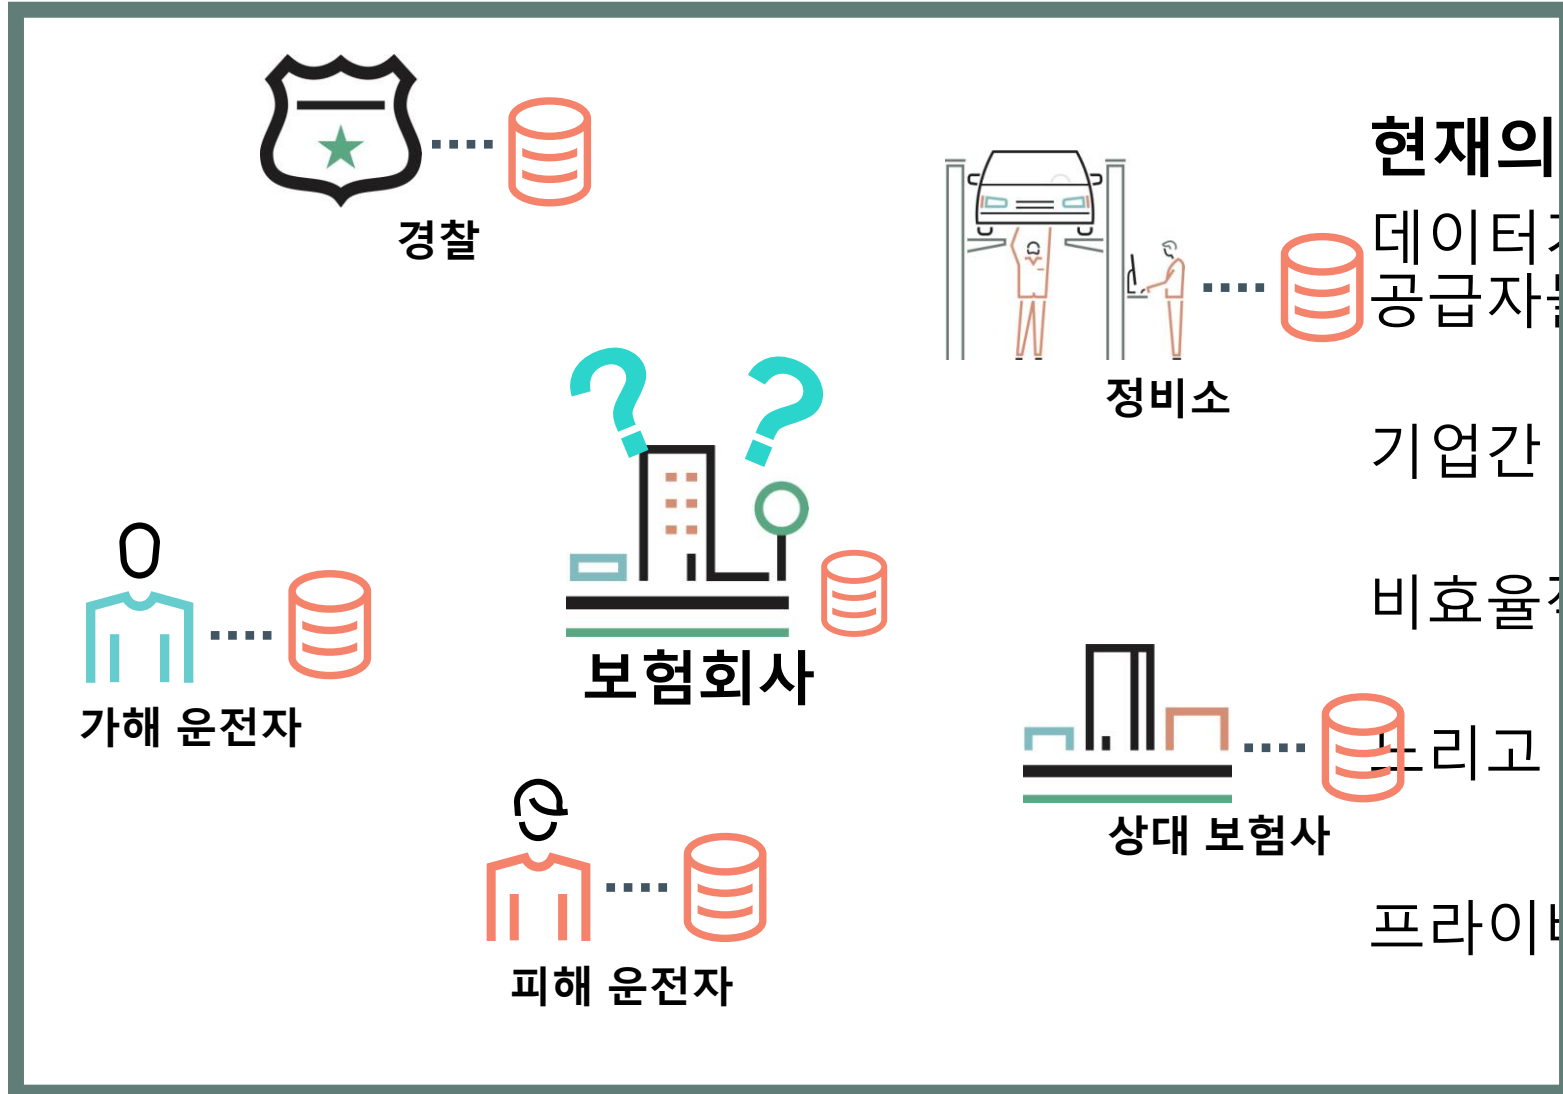 경찰
정비소
보험회사
가해 운전자
상대 보험사
피해 운전자
현재의
데이터
공급자
기업간
비효율
리고
프라이